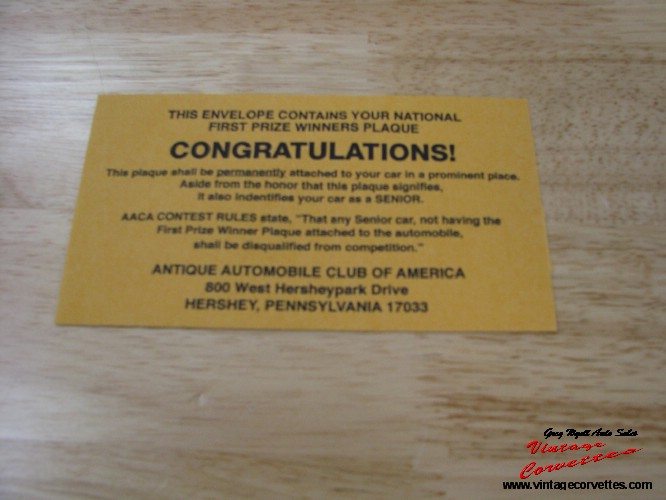 THIS ENVELOPE CONTAINS YOUR NATIONAL
FIRST PRIZE WINNERS PLAQUE
CONGRATULATIONS!
This plaque shall be permanently attached to your car in a prominent place.
Aside from the honor that this plaque signifies,
it also indentifies your car as a SENIOR.
AACA CONTEST RULES state, "That any Senior car, not having the
First Prize Winner Plaque attached to the automobile,
shall be disqualified from competition."
ANTIQUE AUTOMOBILE CLUB OF AMERICA
800 West Hersheypark Drive
HERSHEY, PENNSYLVANIA 17033
Greg Wyatt Auto Sales
Vintage
Corvettes
www.vintagecorvettes.com